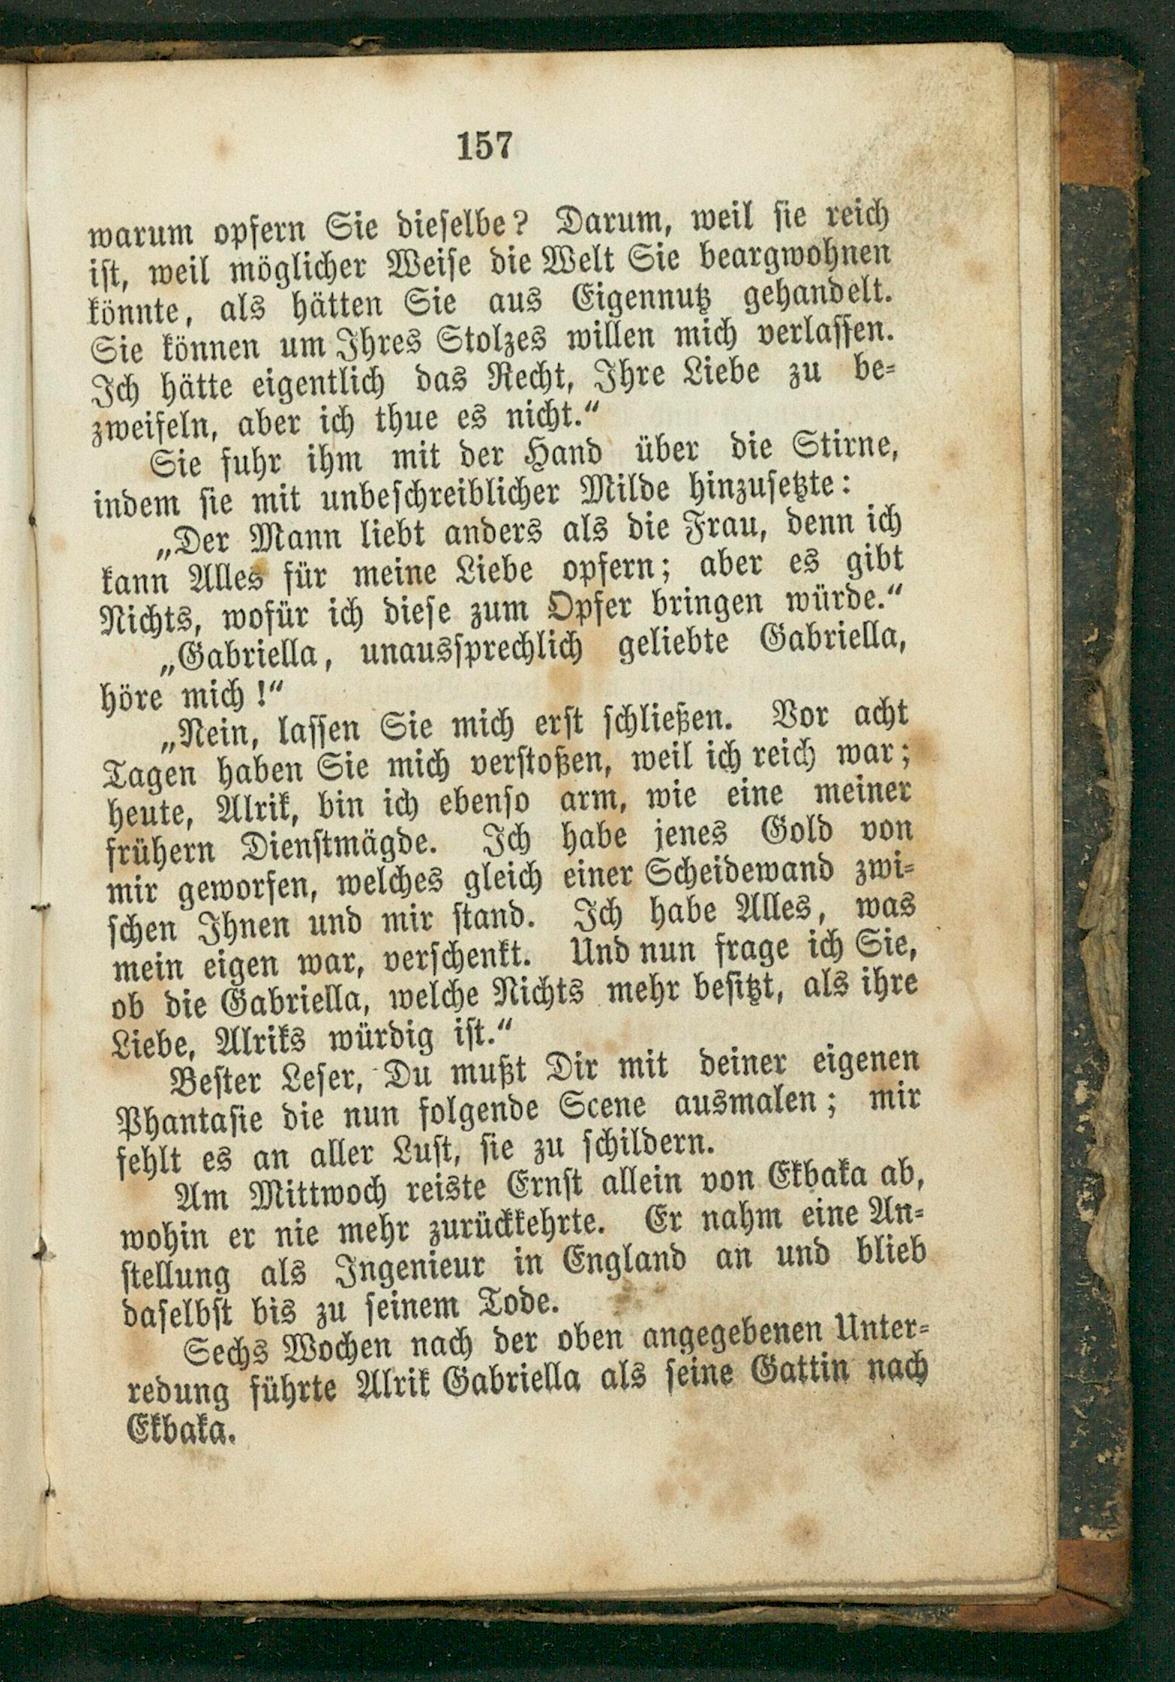 157
warum opfern Sie dieselbe? Darum, weil sie reich
ist, weil möglicher Weise die Welt Sie beargwohnen
könnte, als hätten Sie aus Eigennutz gehandelt.
Sie können um Ihres Stolzes willen mich verlassen.
Ich hätte eigentlich das Recht, Ihre Liebe zu be-
zweifeln, aber ich thue es nicht.“
Sie fuhr ihm mit der Hand über die Stirne,
indem sie mit unbeschreiblicher Milde hinzusetzte:
„Der Mann liebt anders als die Frau, denn ich
kann Alles für meine Liebe opfern; aber es gibt
Nichts, wofür ich diese zum Opfer bringen würde.“
„Gabriella, unaussprechlich geliebte Gabriella,
höre mich!“
„Nein, lassen Sie mich erst schließen. Vor acht
Tagen haben Sie mich verstoßen, weil ich reich war;
heute, Alrik, bin ich ebenso arm, wie eine meiner
frühern Dienstmägde. Ich habe jenes Gold von
mir geworfen, welches gleich einer Scheidewand zwi-
schen Ihnen und mir stand. Ich habe Alles, was
mein eigen war, verschenkt. Und nun frage ich Sie,
ob die Gabriella, welche Nichts mehr besitzt, als ihre
Liebe, Alriks würdig ist.“
Bester Leser, Du mußt Dir mit deiner eigenen
Phantasie die nun folgende Scene ausmalen; mir
fehlt es an aller Lust, sie zu schildern.
Am Mittwoch reiste Ernst allein von Ekbaka ab,
wohin er nie mehr zurückkehrte. Er nahm eine An-
stellung als Ingenieur in England an und blieb
daselbst bis zu seinem Tode.
Sechs Wochen nach der oben angegebenen Unter-
redung führte Alrik Gabriella als seine Gattin nach
Ekbaka.